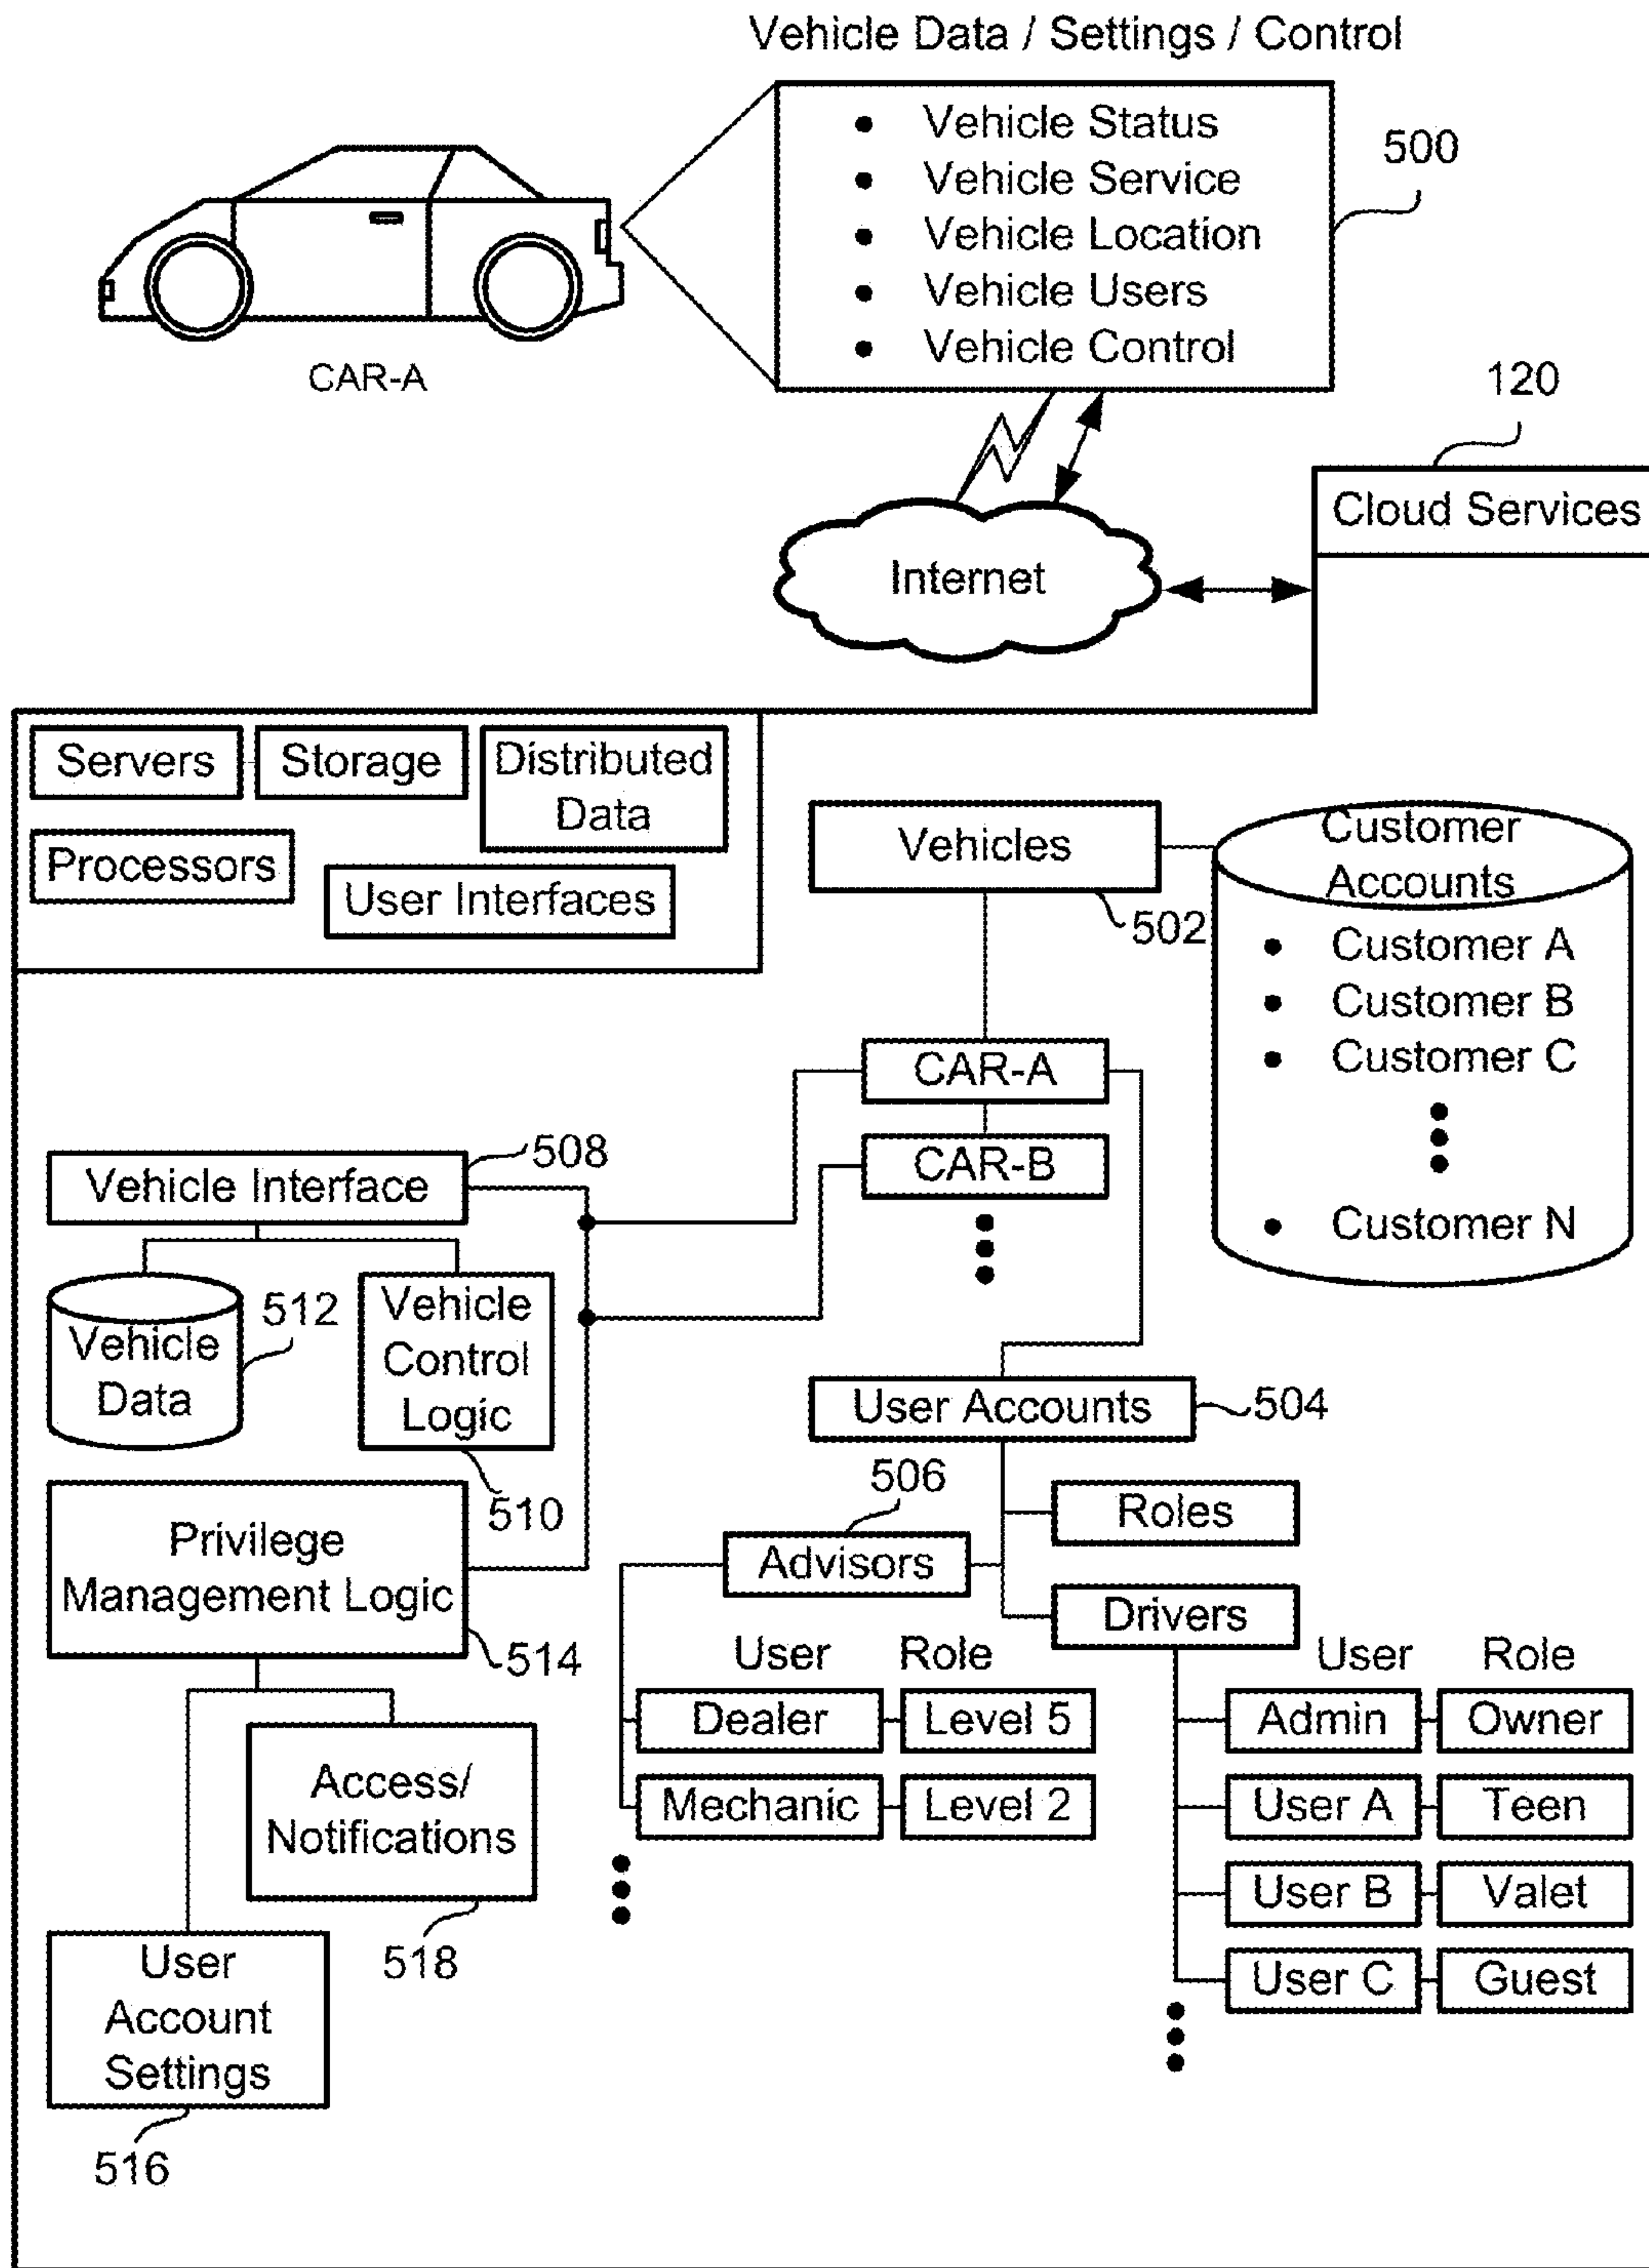 Vehicle Data / Settings / Control
• Vehicle Status
• Vehicle Service
• Vehicle Location
• Vehicle Users
• Vehicle Control
500
CAR-A
120
Cloud Services
Internet
Servers
Storage
Distributed
Data
Processors
User Interfaces
Vehicles
502
Customer
Accounts
• Customer A
• Customer B
• Customer C
• Customer N
CAR-A
CAR-B
Vehicle Interface
508
Vehicle
Data
512
Vehicle
Control
Logic
510
User Accounts
504
Privilege
Management Logic
514
506
Advisors
Roles
Drivers
User Role
Dealer Level 5
Mechanic Level 2
User Role
Admin Owner
User A Teen
User B Valet
User C Guest
Access/
Notifications
518
User
Account
Settings
516